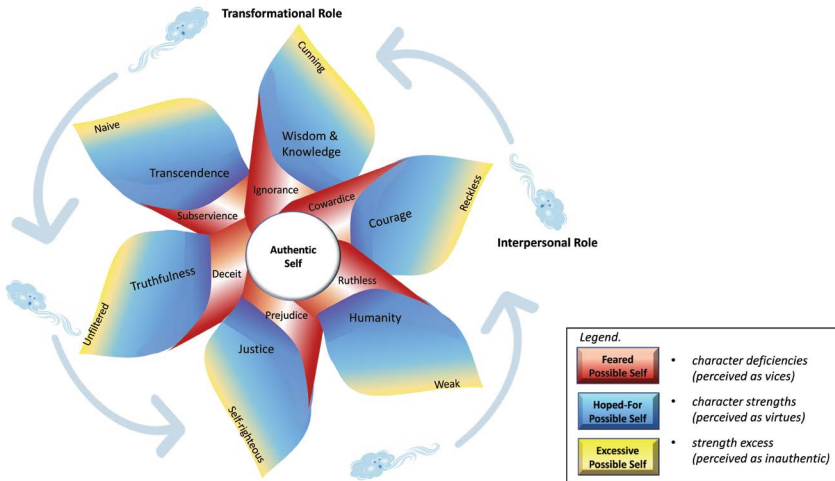 Transformational Role
Cunning
Wisdom &
Knowledge
Ignorance
Naive
Transcendence
Subservience
Cowardice
Courage
Reckless
Interpersonal Role
Authentic
Self
Truthfulness
Deceit
Unfiltered
Ruthless
Humanity
Weak
Prejudice
Justice
Self-righteous
Legend.
Feared
Possible Self
• character deficiencies
(perceived as vices)
Hoped-For
Possible Self
• character strengths
(perceived as virtues)
Excessive
Possible Self
• strength excess
(perceived as inauthentic)